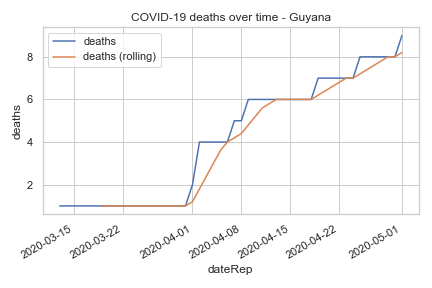 COVID-19 deaths over time - Guyana
deaths
deaths (rolling)
deaths
8
6
4
2
2020-03-15
2020-03-22
2020-04-01
2020-04-08
2020-04-15
2020-04-22
2020-05-01
dateRep